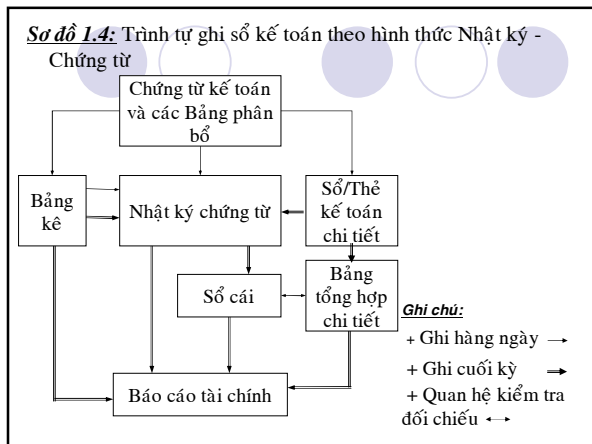 Sơ đồ 1.4: Trình tự ghi sổ kế toán theo hình thức Nhật ký -
Chứng từ
Chứng từ kế toán
và các Bảng phân
bổ
Bảng
kê
Nhật ký chứng từ
Sổ/Thẻ
kế toán
chi tiết
Sổ cái
Bảng
tổng hợp
chi tiết
Báo cáo tài chính
Ghi chú:
+ Ghi hàng ngày
+ Ghi cuối kỳ
+ Quan hệ kiểm tra
đối chiếu